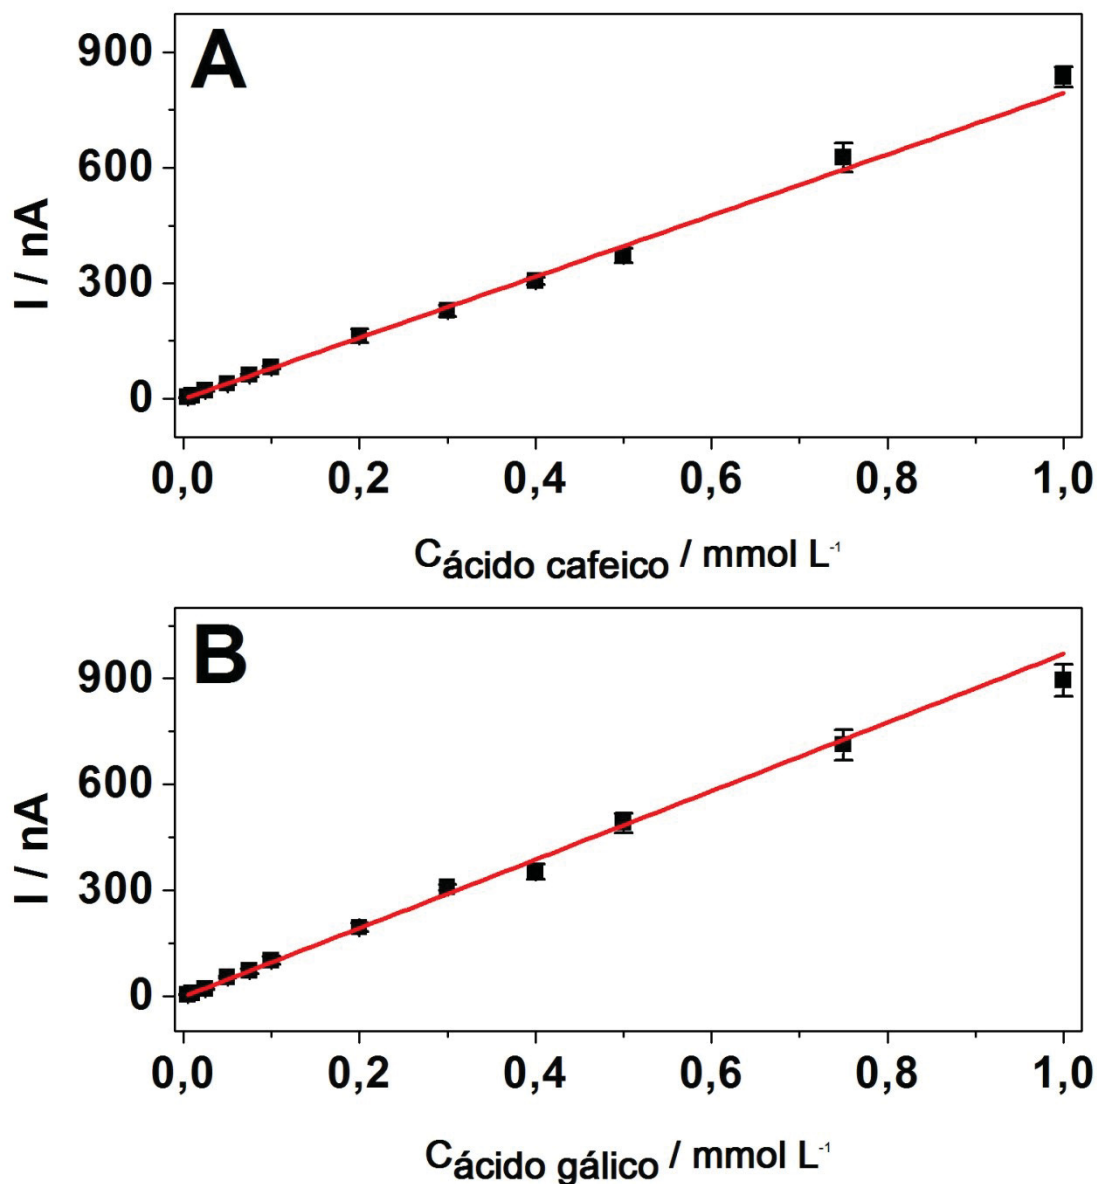 A
900
600
300
0
I / nA
0,0 0,2 0,4 0,6 0,8 1,0
Cácido cafeico / mmol L-1
B
900
600
300
0
I / nA
0,0 0,2 0,4 0,6 0,8 1,0
Cácido gálico / mmol L-1